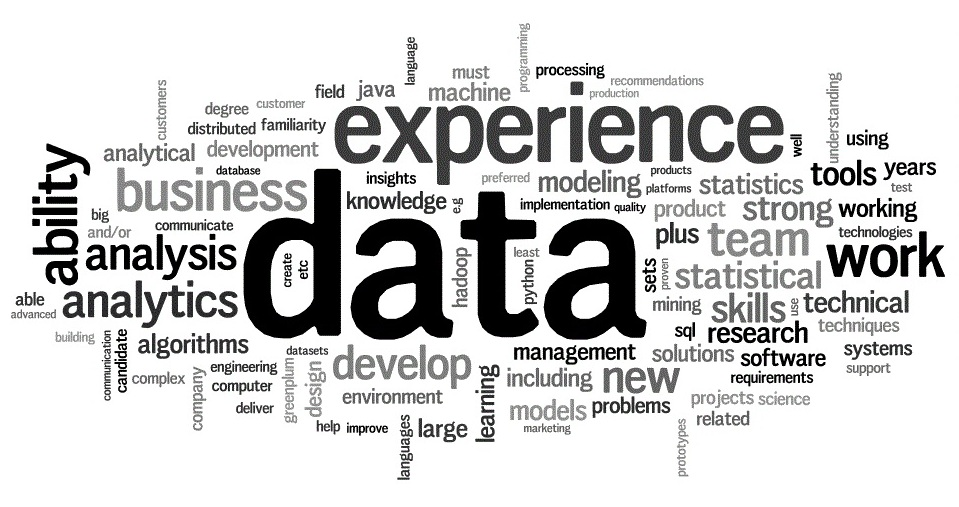 language
programming
must
processing
customers
field
java
machine
recommendations
production
degree
customer
experience
understanding
distributed
familiarity
well
using
analytical
development
ability
database
insights
preferred
modeling
products
platforms
statistics
tools
years
test
business
data
knowledge
e.g
implementation
quality
product
strong
working
big
and/or
communicate
plus
team
technologies
analysis
create
etc
hadoop
least
python
sets
proven
statistical
work
able
advanced
analytics
mining
skills
use
technical
building
communication
candidate
algorithms
sql
research
techniques
datasets
develop
management
solutions
software
systems
support
complex
company
engineering
computer
greenplum
design
environment
learning
including
new
requirements
deliver
models
problems
projects
science
related
help
improve
languages
large
marketing
prototypes